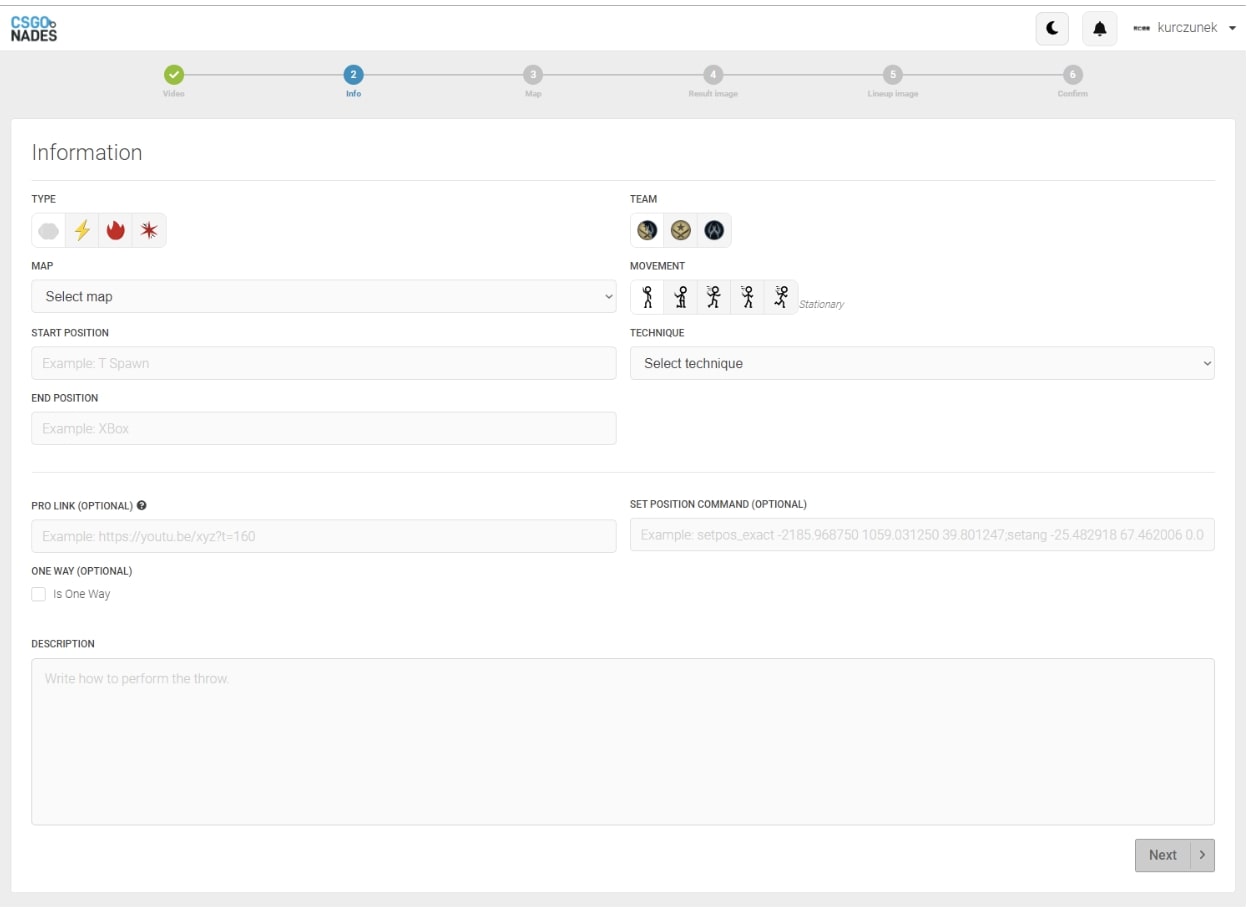 CSGO
NADES
kurczunek
2
3
4
5
6
Video
Info
Map
Result image
Lineup image
Confirm
Information
TYPE
TEAM
MAP
MOVEMENT
Select map
Stationary
START POSITION
TECHNIQUE
Example: T Spawn
Select technique
END POSITION
Example: XBox
PRO LINK (OPTIONAL) ?
SET POSITION COMMAND (OPTIONAL)
Example: https://youtu.be/xyz?t=160
Example: setpos_exact -2185.968750 1059.031250 39.801247;setang -25.482918 67.462006 0.0
ONE WAY (OPTIONAL)
Is One Way
DESCRIPTION
Write how to perform the throw.
Next